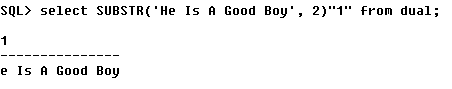 SQL> select SUBSTR('He Is A Good Boy', 2)"1" from dual;
1
---------------
e Is A Good Boy